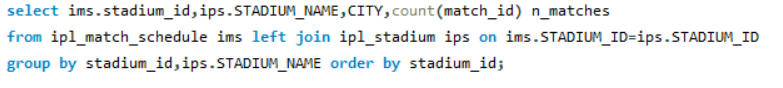 select ims.stadium_id,ips.STADIUM_NAME,CITY,count(match_id) n_matches
from ipl_match_schedule ims left join ipl_stadium ips on ims.STADIUM_ID=ips.STADIUM_ID
group by stadium_id,ips.STADIUM_NAME order by stadium_id;